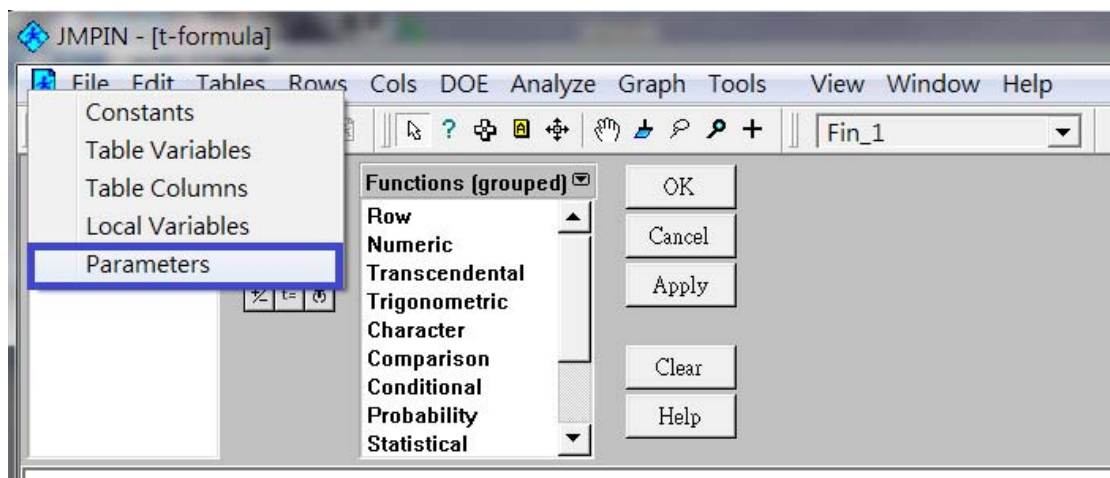 JMPIN - [t-formula]
File Edit Tables Rows Cols DOE Analyze Graph Tools View Window Help
Constants
Table Variables
Table Columns
Local Variables
Parameters
Fin_1
Functions (grouped)
Row
Numeric
Transcendental
Trigonometric
Character
Comparison
Conditional
Probability
Statistical
OK
Cancel
Apply
Clear
Help